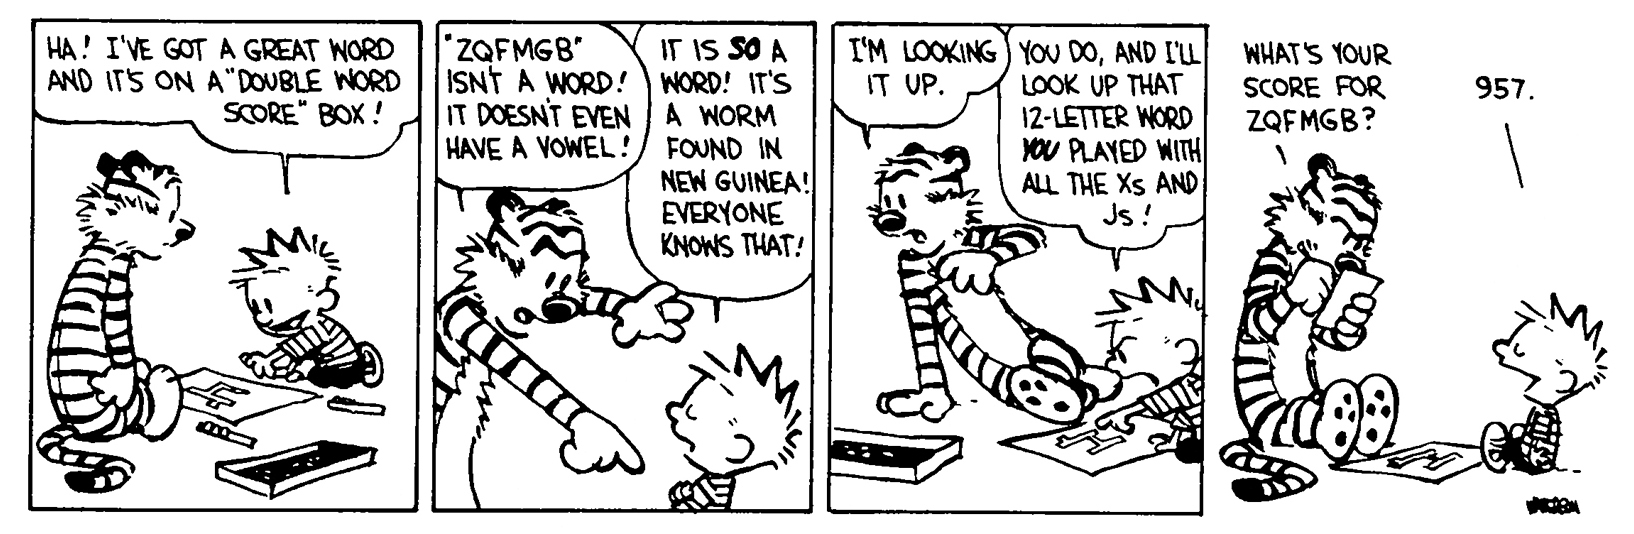 HA! I'VE GOT A GREAT WORD
AND IT'S ON A "DOUBLE WORD
SCORE" BOX!
"ZQFMGB"
ISN'T A WORD!
IT DOESN'T EVEN
HAVE A VOWEL!
IT IS SO A
WORD! IT'S
A WORM
FOUND IN
NEW GUINEA!
EVERYONE
KNOWS THAT!
I'M LOOKING
IT UP.
YOU DO, AND I'LL
LOOK UP THAT
12-LETTER WORD
YOU PLAYED WITH
ALL THE Xs AND
Js!
WHAT'S YOUR
SCORE FOR
ZQFMGB?
957.